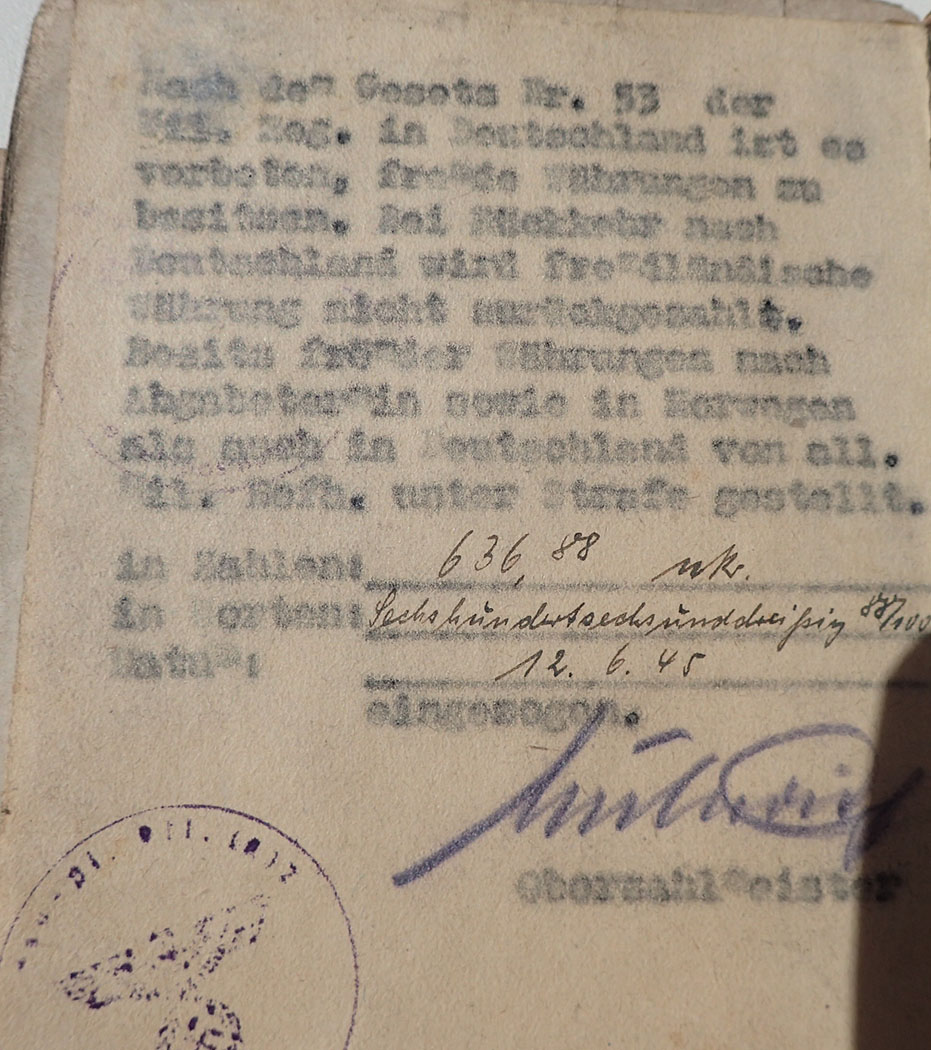 Nach dem Gesetz Nr. 53 der
Mil. Reg. in Deutschland ist es
verboten, fremde Währungen zu
besitzen. Bei Rückkehr nach
Deutschland wird fremdländische
Währung nicht zurückgezahlt.
Besitz fremder Währungen nach
Abgabetermin sowie in Norwegen
als auch in Deutschland von all.
Mil. Befh. unter Strafe gestellt.
in Zahlen: 636,88 nkr.
in Worten: Sechshundertsechsunddreißig 88/100
Datum: 12. 6. 45
eingezogen.
Oberzahlmeister